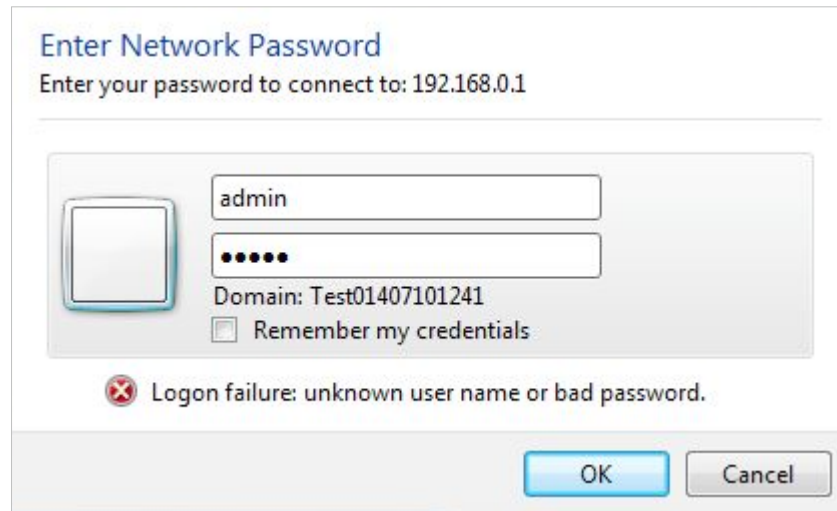 Enter Network Password
Enter your password to connect to: 192.168.0.1
admin
●●●●●
Domain: Test01407101241
Remember my credentials
Logon failure: unknown user name or bad password.
OK
Cancel